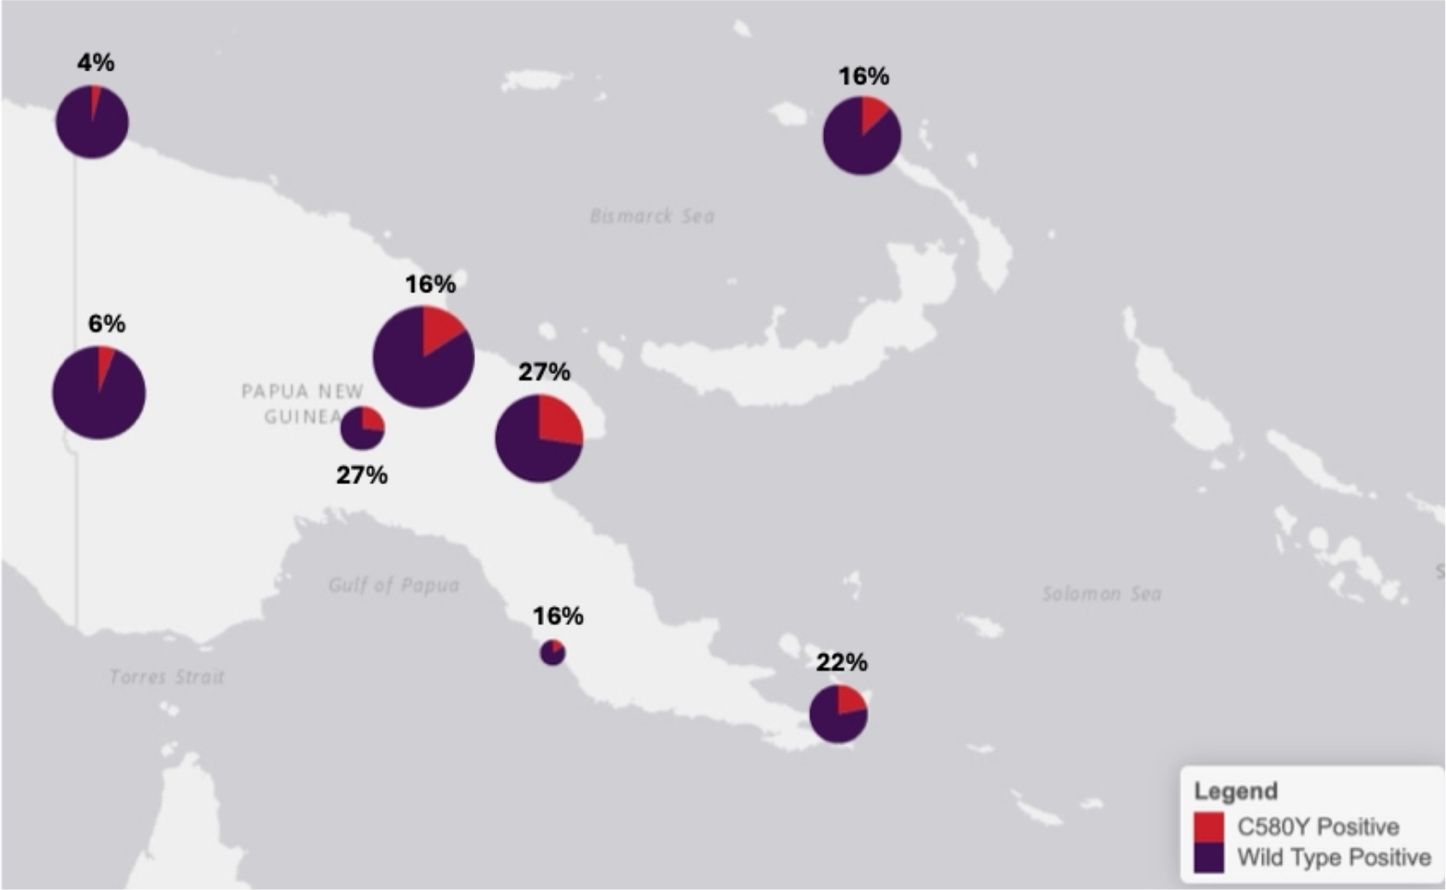 4%
16%
Bismarck Sea
16%
6%
27%
PAPUA NEW
GUINEA
27%
Gulf of Papua
Solomon Sea
S
16%
22%
Torres Strait
Legend
C580Y Positive
Wild Type Positive